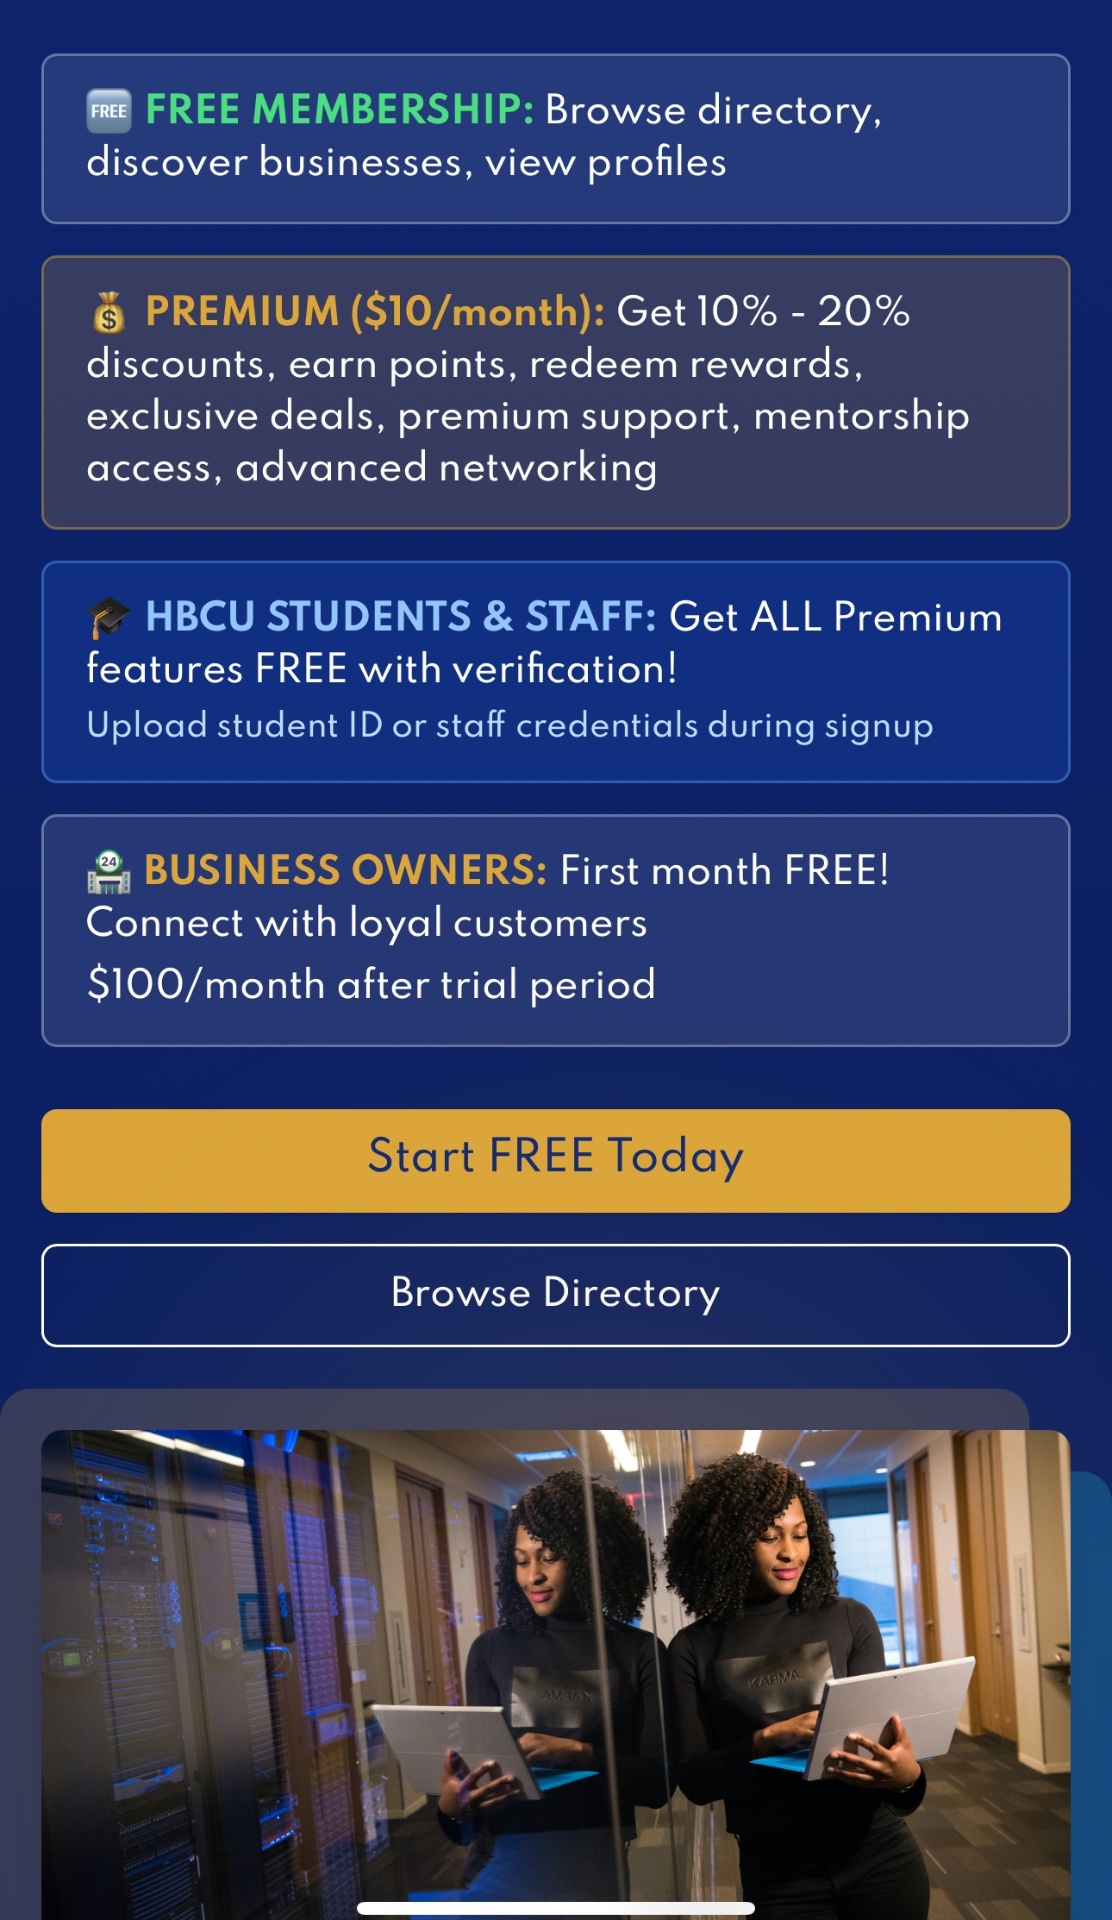 FREE FREE MEMBERSHIP: Browse directory,
discover businesses, view profiles
$ PREMIUM ($10/month): Get 10% - 20%
discounts, earn points, redeem rewards,
exclusive deals, premium support, mentorship
access, advanced networking
HBCU STUDENTS & STAFF: Get ALL Premium
features FREE with verification!
Upload student ID or staff credentials during signup
24 BUSINESS OWNERS: First month FREE!
Connect with loyal customers
$100/month after trial period
Start FREE Today
Browse Directory
KARMA